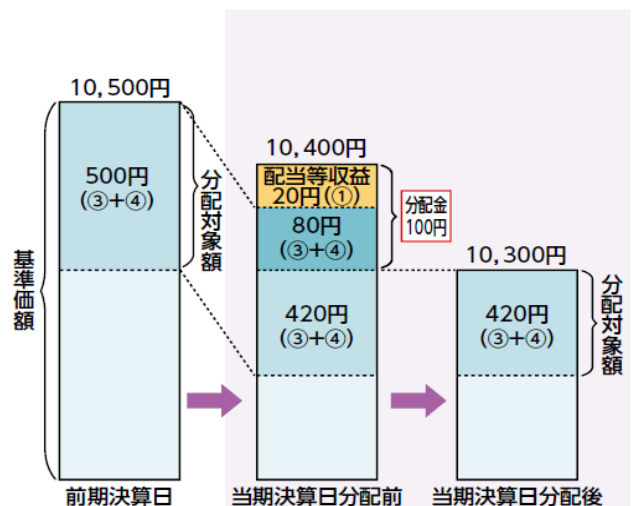 10,500円
500円
(③+④)
分配対象額
基準価額
前期決算日
10,400円
配当等収益
20円(①)
80円
(③+④)
分配金
100円
420円
(③+④)
当期決算日分配前
10,300円
420円
(③+④)
分配対象額
当期決算日分配後